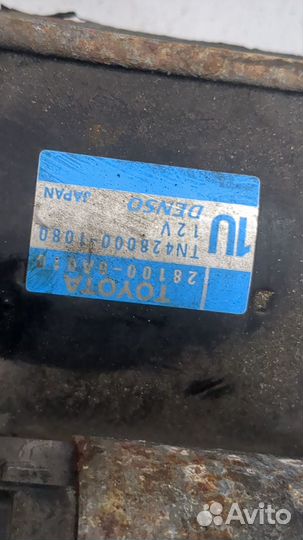 TOYOTA
TN428000-1080
1U
12V
DENSO
JAPAN
Avito